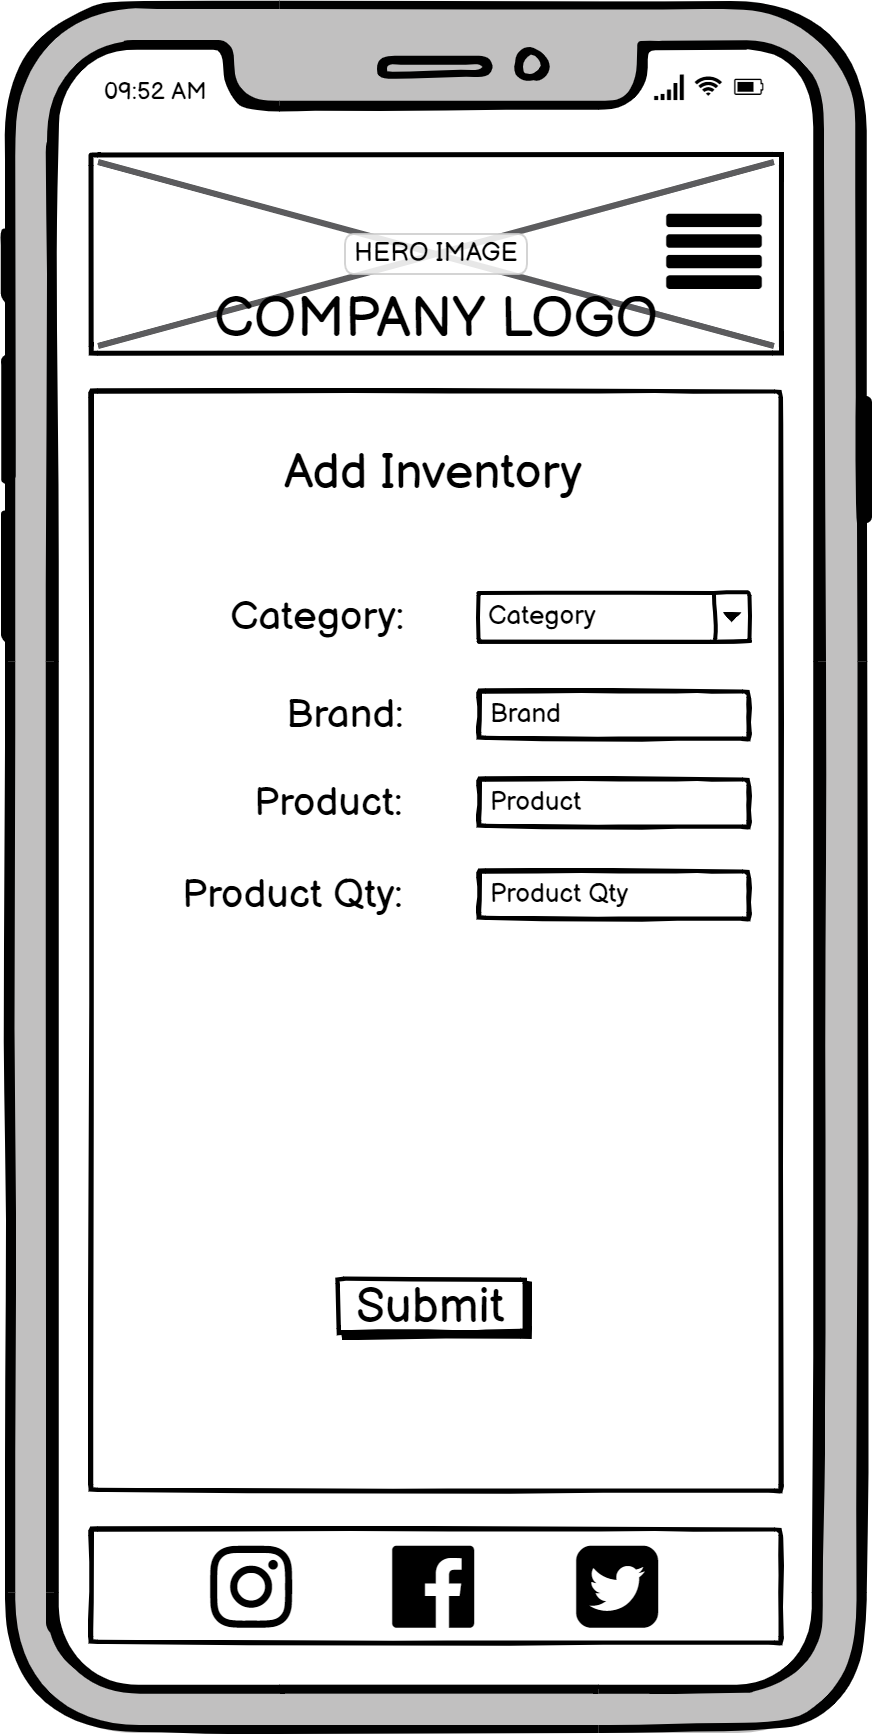 09:52 AM
HERO IMAGE
COMPANY LOGO
Add Inventory
Category: Category
Brand: Brand
Product: Product
Product Qty: Product Qty
Submit